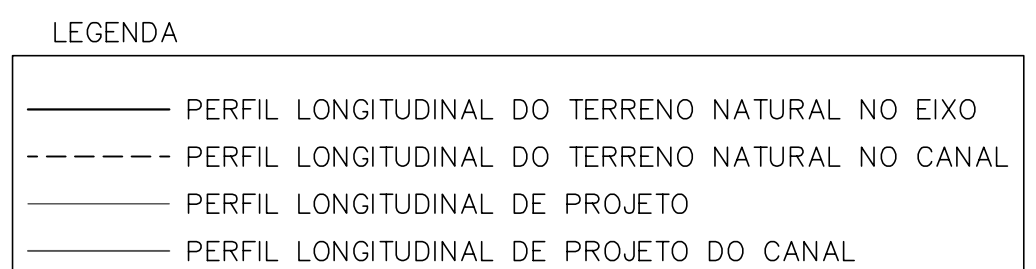 LEGENDA
PERFIL LONGITUDINAL DO TERRENO NATURAL NO EIXO
PERFIL LONGITUDINAL DO TERRENO NATURAL NO CANAL
PERFIL LONGITUDINAL DE PROJETO
PERFIL LONGITUDINAL DE PROJETO DO CANAL